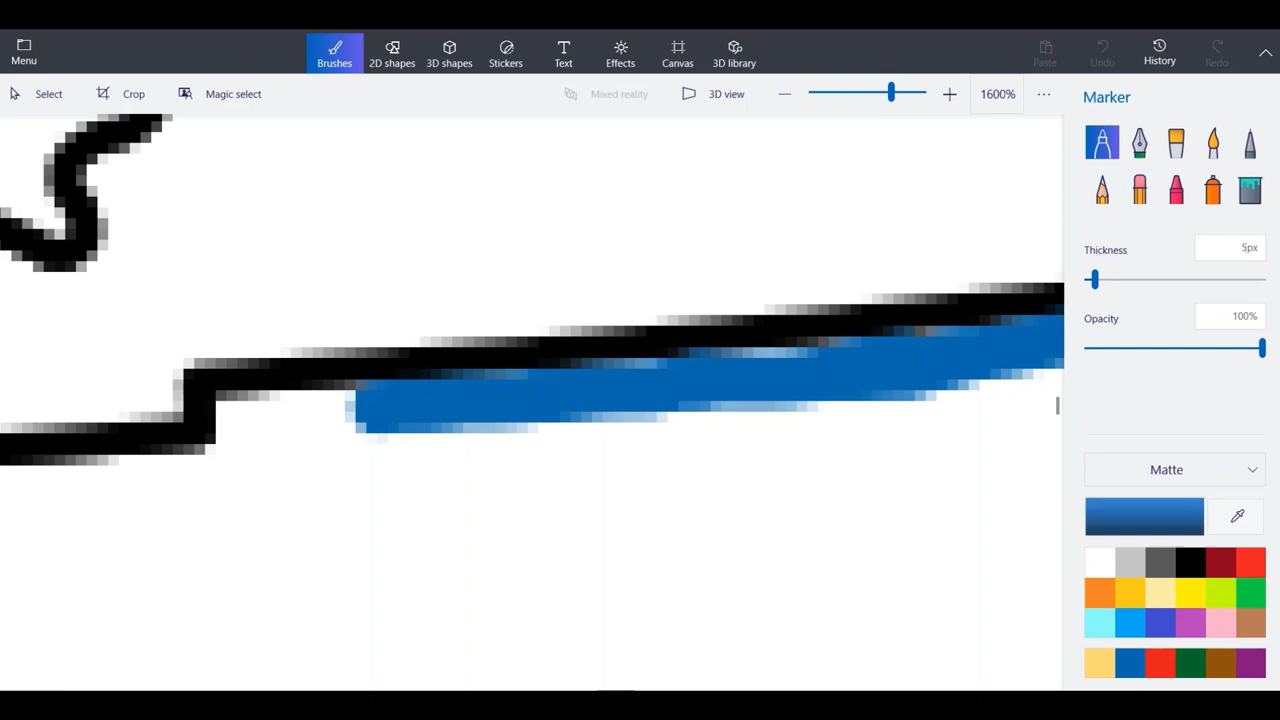 Menu
Brushes
2D shapes
3D shapes
Stickers
Text
Effects
Canvas
3D library
Paste
Undo
History
Redo
Select
Crop
Magic select
Mixed reality
3D view
1600%
Marker
Thickness
5px
Opacity
100%
Matte